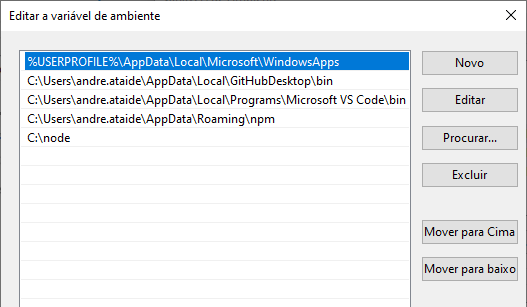 Editar a variável de ambiente
%USERPROFILE%\AppData\Local\Microsoft\WindowsApps
C:\Users\andre.ataide\AppData\Local\GitHubDesktop\bin
C:\Users\andre.ataide\AppData\Local\Programs\Microsoft VS Code\bin
C:\Users\andre.ataide\AppData\Roaming\npm
C:\node
Novo
Editar
Procurar...
Excluir
Mover para Cima
Mover para baixo